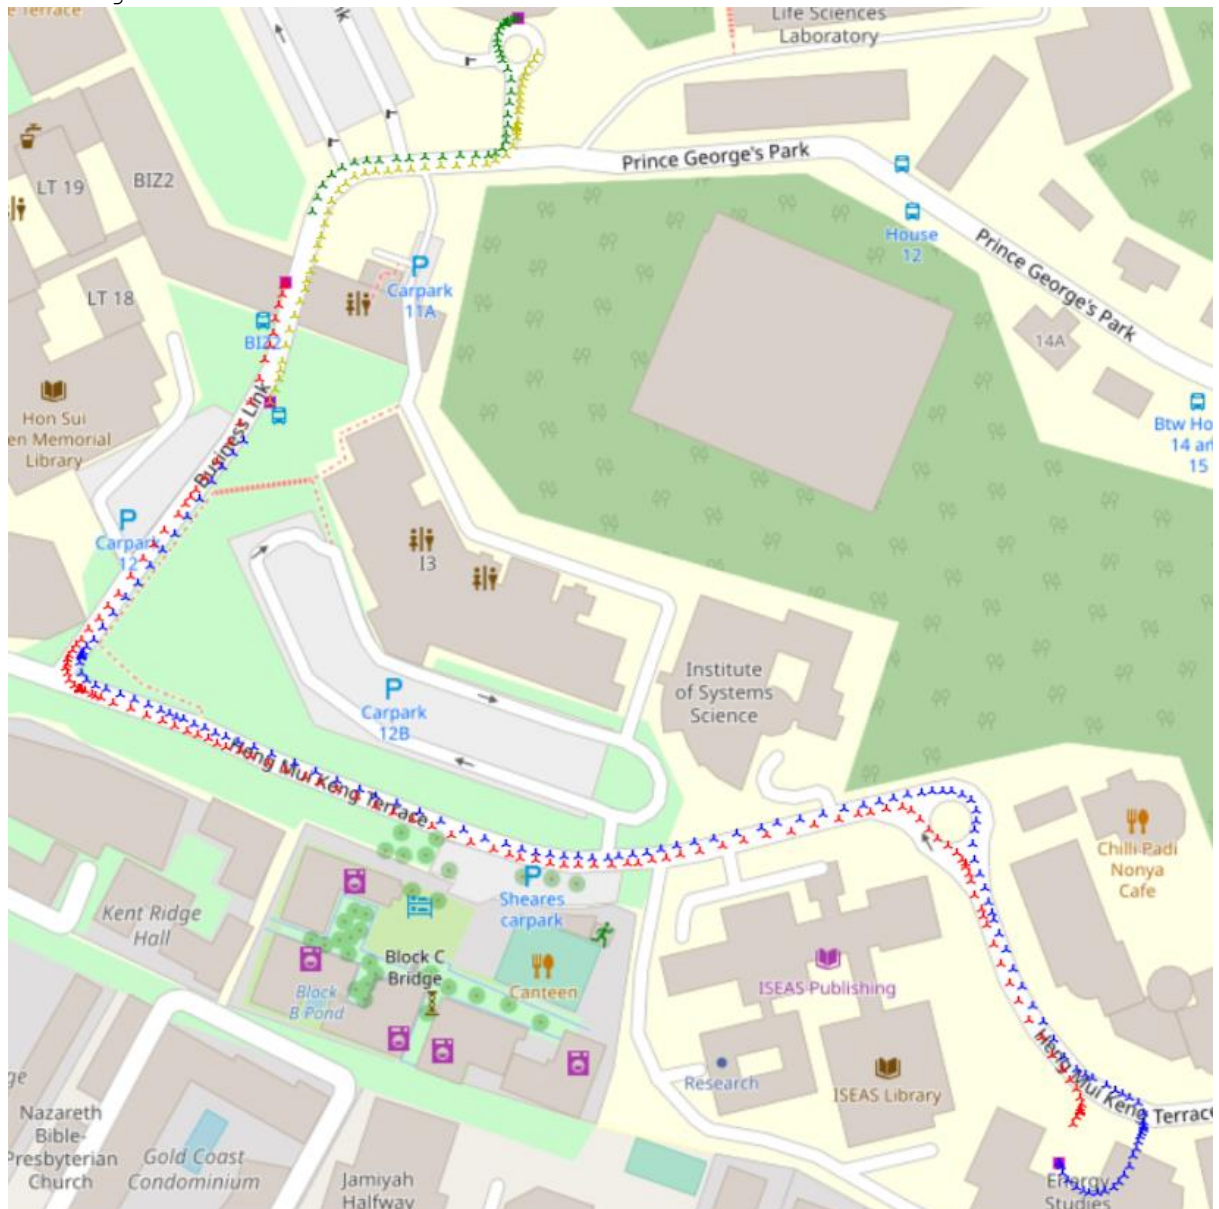 e Terrace
Life Sciences
Laboratory
LT 19
BIZ2
Prince George's Park
House
12
Prince George's Park
P
Carpark
11A
LT 18
BIZ2
14A
Hon Sui
en Memorial
Library
Business Link
Btw Ho
14 an
15
P
Carpark
12
I3
Institute
of Systems
Science
P
Carpark
12B
Heng Mui Keng Terrace
Chilli Padi
Nonya
Cafe
P
Sheares
carpark
Kent Ridge
Hall
Block C
Bridge
Canteen
ISEAS Publishing
Block
B Pond
Heng Mui Keng Terrace
Research
ISEAS Library
ge
Nazareth
Bible-
Presbyterian
Church
Gold Coast
Condominium
Jamiyah
Halfway
Energy
Studies